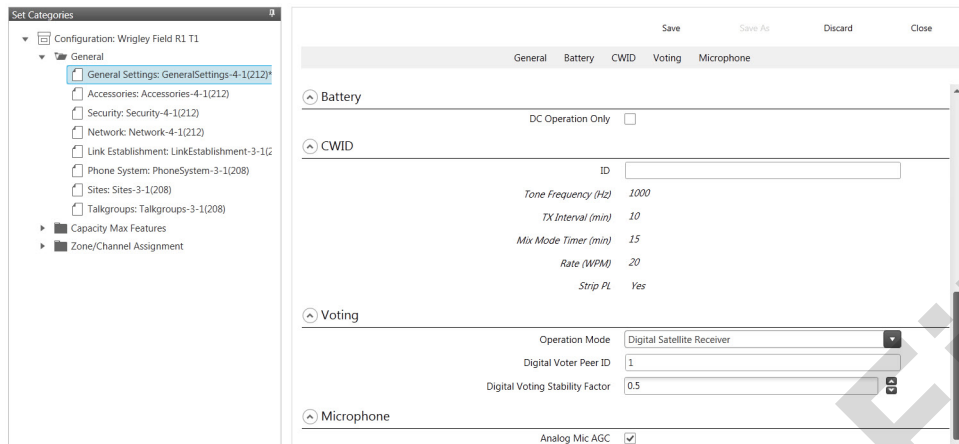 Set Categories
Configuration: Wrigley Field R1 T1
General
General Settings: GeneralSettings-4-1(212)*
Accessories: Accessories-4-1(212)
Security: Security-4-1(212)
Network: Network-4-1(212)
Link Establishment: LinkEstablishment-3-1(2
Phone System: PhoneSystem-3-1(208)
Sites: Sites-3-1(208)
Talkgroups: Talkgroups-3-1(208)
Capacity Max Features
Zone/Channel Assignment
Save Save As Discard Close
General Battery CWID Voting Microphone
Battery
DC Operation Only
CWID
ID
Tone Frequency (Hz) 1000
TX Interval (min) 10
Mix Mode Timer (min) 15
Rate (WPM) 20
Strip PL Yes
Voting
Operation Mode Digital Satellite Receiver
Digital Voter Peer ID 1
Digital Voting Stability Factor 0.5
Microphone
Analog Mic AGC